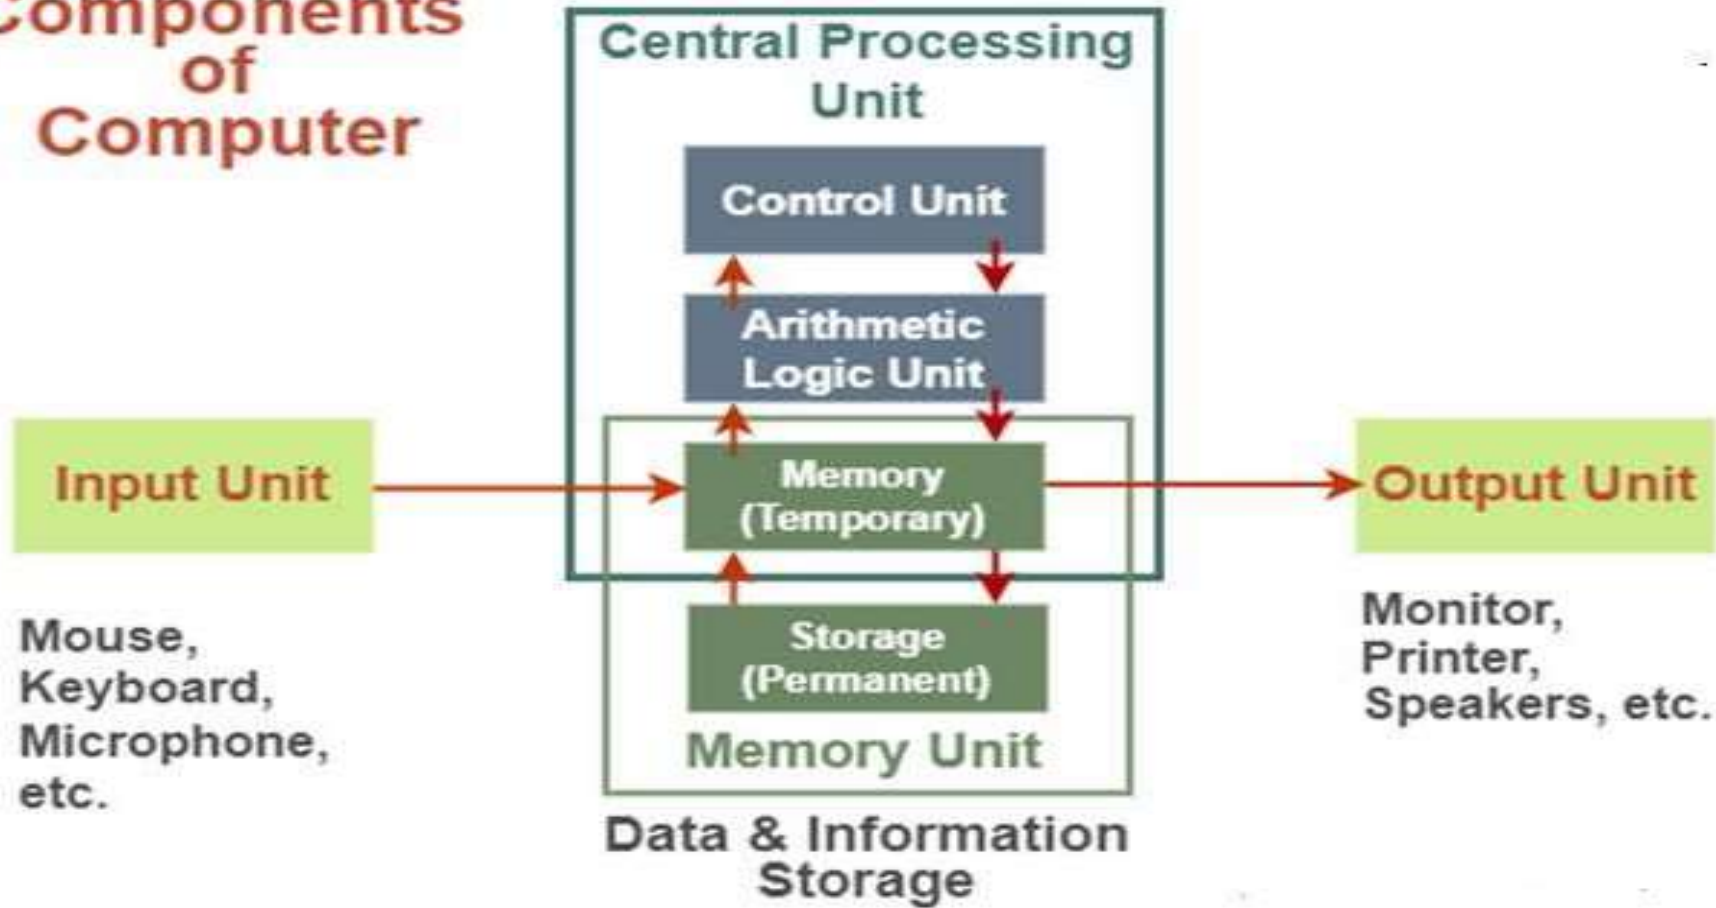 Components
of
Computer
Central Processing
Unit
Control Unit
Arithmetic
Logic Unit
Input Unit
Memory
(Temporary)
Output Unit
Storage
(Permanent)
Memory Unit
Mouse,
Keyboard,
Microphone,
etc.
Monitor,
Printer,
Speakers, etc.
Data & Information
Storage